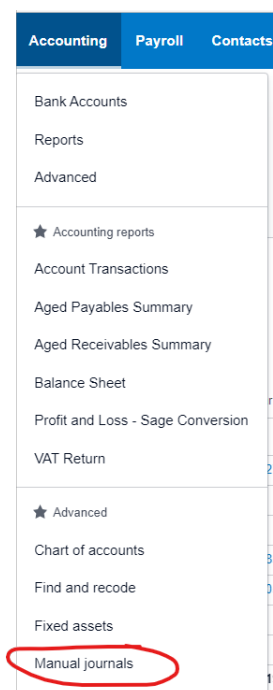 Accounting Payroll Contacts
Bank Accounts
Reports
Advanced
Accounting reports
Account Transactions
Aged Payables Summary
Aged Receivables Summary
Balance Sheet
Profit and Loss - Sage Conversion
VAT Return
Advanced
Chart of accounts
Find and recode
Fixed assets
Manual journals